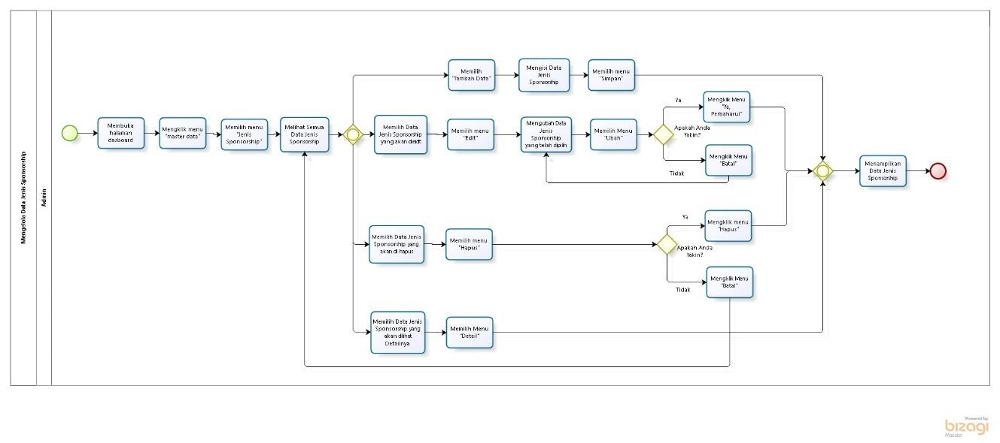 Mengelola Data Jenis Sponsorship
Admin
Membuka
halaman
dasboard
Mengklik menu
"master data"
Memilih menu
"Jenis
Sponsorship"
Melihat Semua
Data Jenis
Sponsorship
Memilih
"Tambah Data"
Mengisi Data
Jenis
Sponsorship
Memilih menu
"Simpan"
Memilih Data
Jenis Sponsorship
yang akan dieidt
Memilih menu
"Edit"
Mengubah Data
Jenis
Sponsorship
yang telah dipilih
Memilih Menu
"Ubah"
Apakah Anda
Yakin?
Ya
Mengklik Menu
"Ya,
Perbaharui"
Tidak
Mengklik Menu
"Batal"
Memilih Data Jenis
Sponsorship yang
akan di hapus
Memilih menu
"Hapus"
Apakah Anda
Yakin?
Ya
Mengklik menu
"Hapus"
Tidak
Mengklik Menu
"Batal"
Memilih Data Jenis
Sponsorship yang
akan dilihat
Detailnya
Memilih Menu
"Detail"
Menampilkan
Data Jenis
Sponsorship
Powered by
bizagi
Modeler